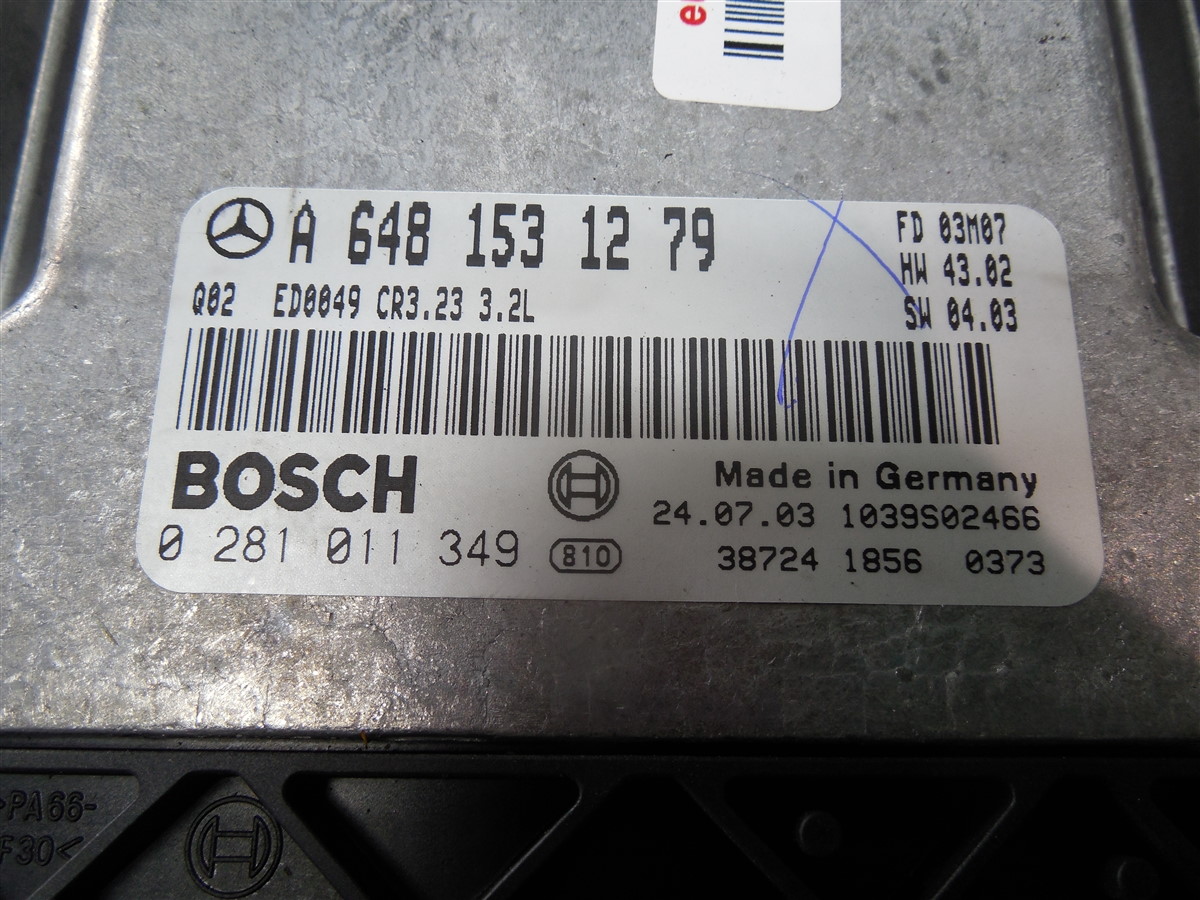 A 648 153 12 79
FD 03M07
HW 43.02
SW 04.03
Q02 ED0049 CR3.23 3.2L
BOSCH
Made in Germany
24.07.03 1039S02466
0 281 011 349 810
38724 1856 0373
>PA66-
F30<